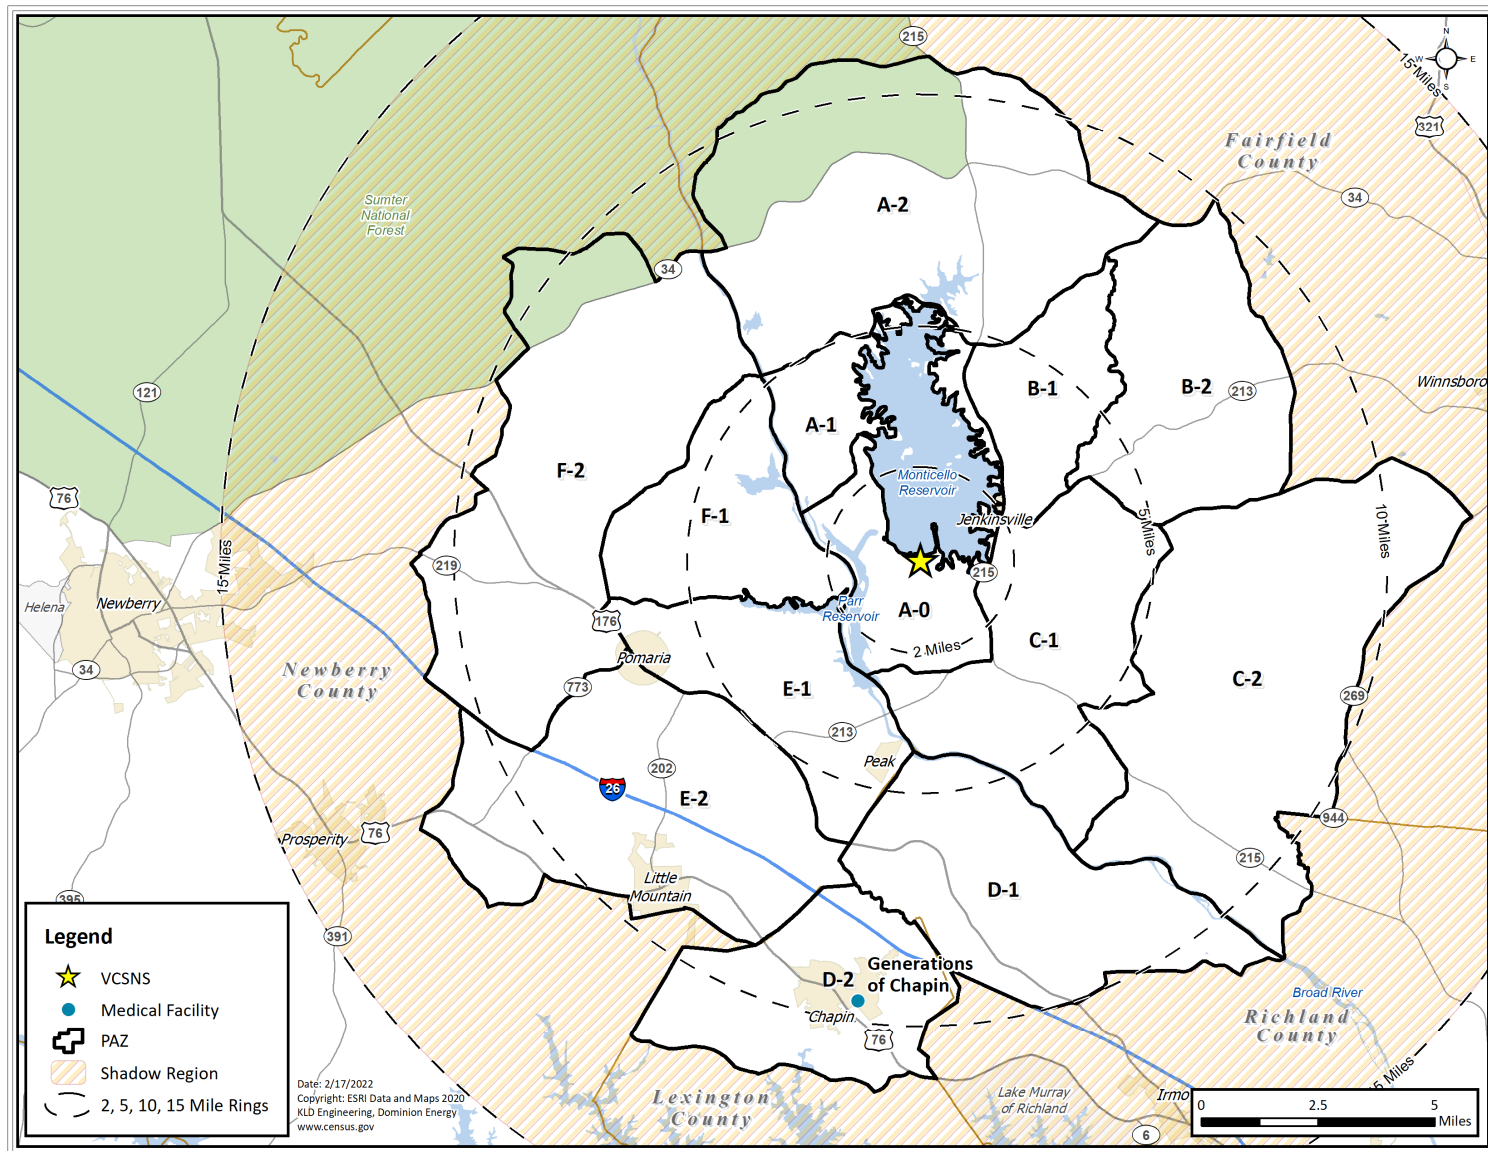 215
N
W
E
S
15 Miles
321
Fairfield
County
34
Sumter
National
Forest
A-2
34
121
Winnsboro
B-1
B-2
213
A-1
F-2
76
Monticello
Reservoir
F-1
Jenkinsville
5 Miles
10 Miles
15 Miles
219
215
Helena
Newberry
Parr
Reservoir
A-0
176
2 Miles
C-1
Pomaria
34
Newberry
County
773
E-1
C-2
269
213
Peak
202
26
E-2
Prosperity
76
944
215
Little
Mountain
D-1
395
391
Generations
of Chapin
D-2
Chapin
76
Broad River
Richland
County
Lexington
County
Lake Murray
of Richland
Irmo
15 Miles
6
Legend
VCSNS
Medical Facility
PAZ
Shadow Region
2, 5, 10, 15 Mile Rings
Date: 2/17/2022
Copyright: ESRI Data and Maps 2020
KLD Engineering, Dominion Energy
www.census.gov
0
2.5
5
Miles